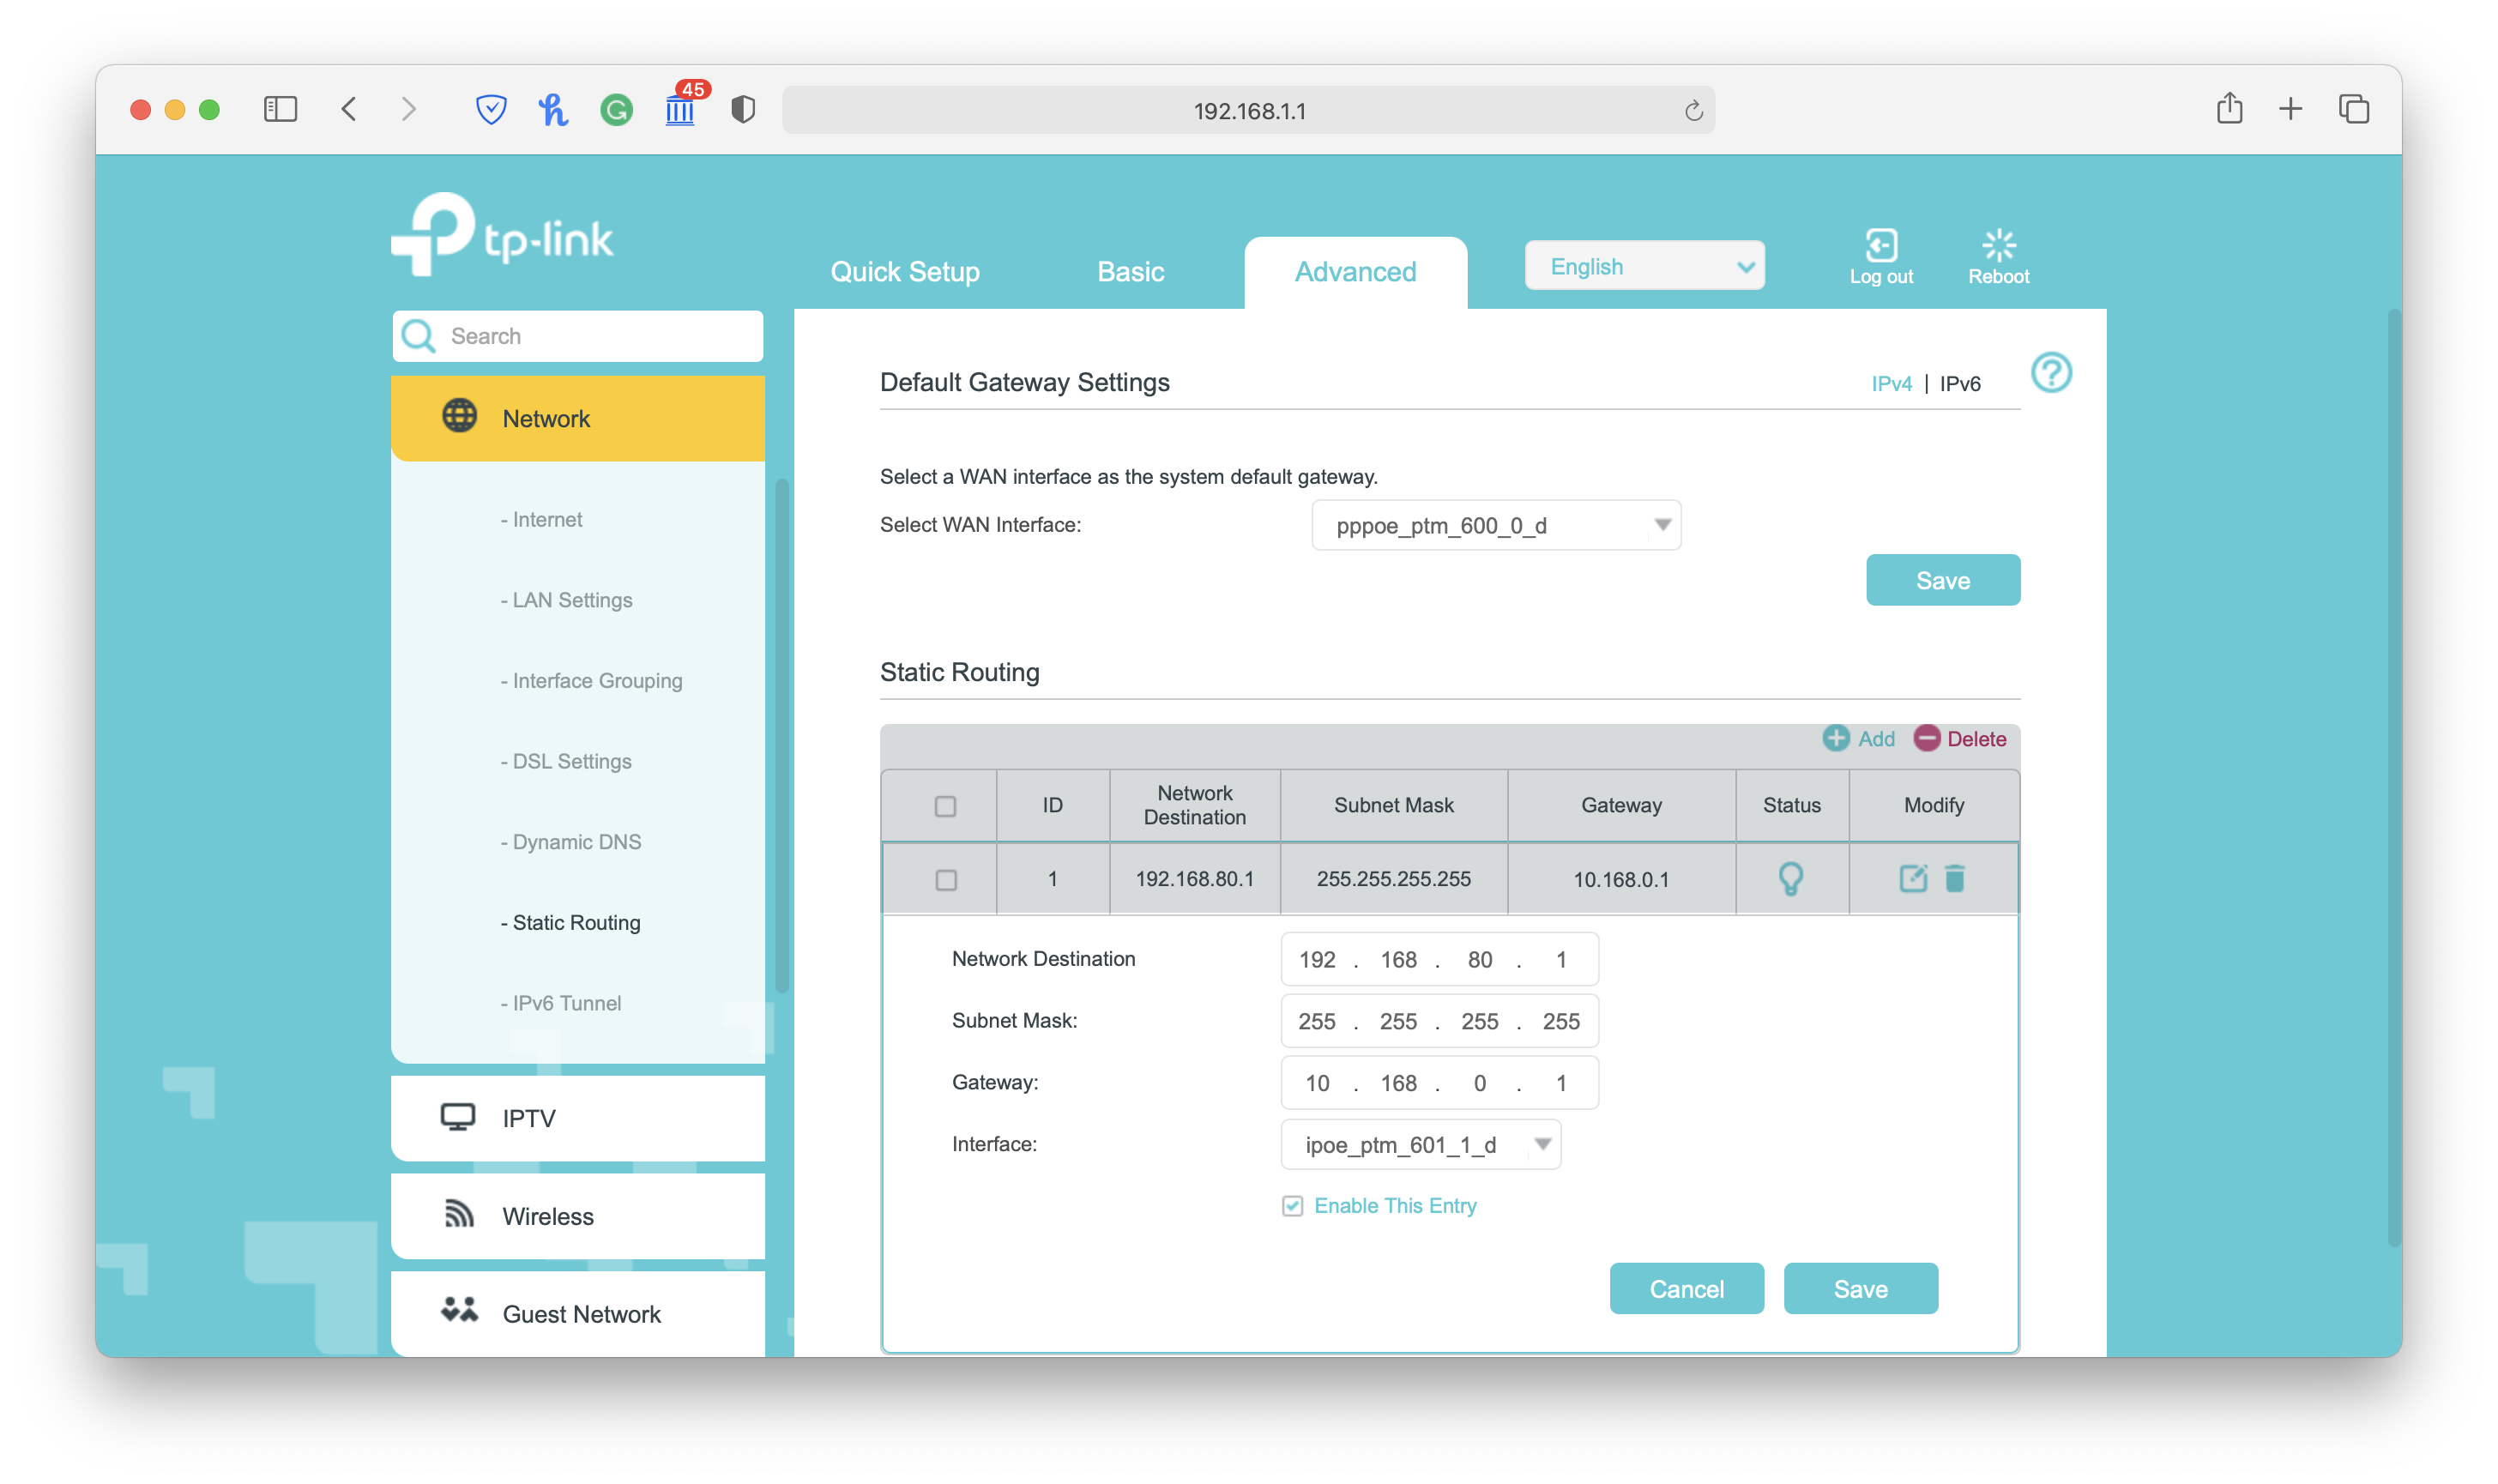 45
192.168.1.1
tp-link
Quick Setup
Basic
Advanced
English
Log out
Reboot
Search
Network
- Internet
- LAN Settings
- Interface Grouping
- DSL Settings
- Dynamic DNS
- Static Routing
- IPv6 Tunnel
IPTV
Wireless
Guest Network
Default Gateway Settings
IPv4 | IPv6
?
Select a WAN interface as the system default gateway.
Select WAN Interface: pppoe_ptm_600_0_d
Save
Static Routing
Add Delete
ID Network Destination Subnet Mask Gateway Status Modify
1 192.168.80.1 255.255.255.255 10.168.0.1
Network Destination 192 . 168 . 80 . 1
Subnet Mask: 255 . 255 . 255 . 255
Gateway: 10 . 168 . 0 . 1
Interface: ipoe_ptm_601_1_d
Enable This Entry
Cancel Save